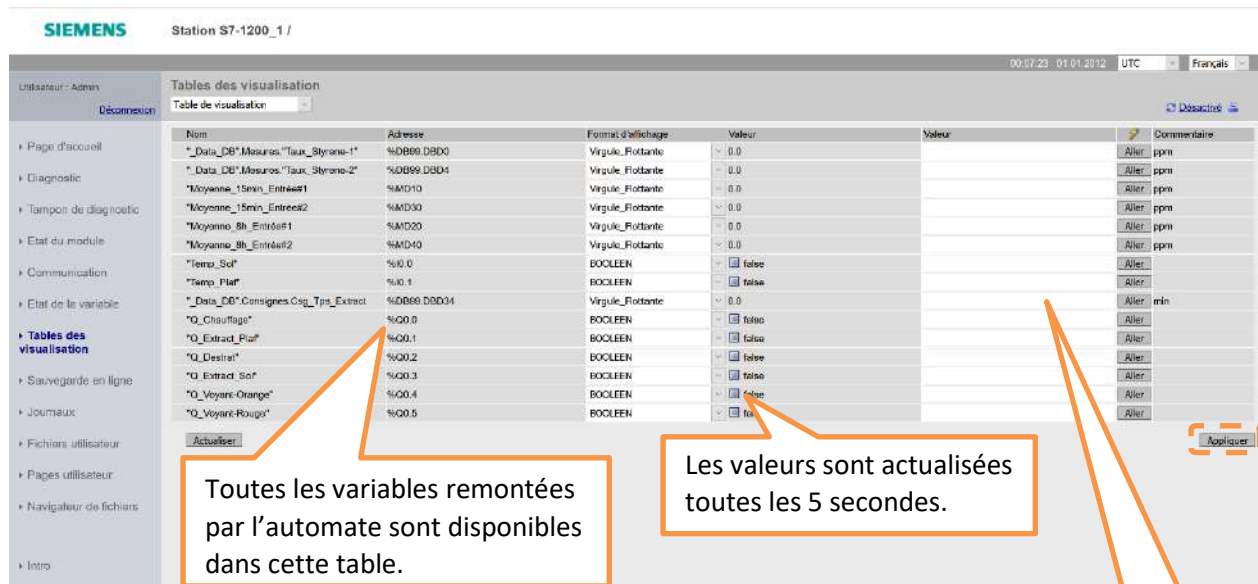 SIEMENS Station S7-1200_1 /
00:07:23 01.01.2012 UTC Français
Utilisateur : Admin
Déconnexion
Tables des visualisation
Table de visualisation
Désactivé
Page d'accueil
Diagnostic
Tampon de diagnostic
Etat du module
Communication
Etat de la variable
Tables des
visualisation
Sauvegarde en ligne
Journaux
Fichiers utilisateur
Pages utilisateur
Navigateur de fichiers
Intro
Nom Adresse Format d'affichage Valeur Valeur Commentaire
"_Data_DB".Mesures."Taux_Styrene-1" %DB99.DBD0 Virgule_Flottante 0.0 Aller ppm
"_Data_DB".Mesures."Taux_Styrene-2" %DB99.DBD4 Virgule_Flottante 0.0 Aller ppm
"Moyenne_15min_Entrée#1 %MD10 Virgule_Flottante 0.0 Aller ppm
"Moyenne_15min_Entree#2 %MD30 Virgule_Flottante 0.0 Aller ppm
"Moyenne_8h_Entrée#1 %MD20 Virgule_Flottante 0.0 Aller ppm
"Moyenne_8h_Entrée#2 %MD40 Virgule_Flottante 0.0 Aller ppm
"Temp_Sol" %I0.0 BOOLEEN false Aller
"Temp_Plaf" %I0.1 BOOLEEN false Aller
"_Data_DB".Consignes.Csg_Tps_Extract %DB99.DBD34 Virgule_Flottante 0.0 Aller min
"Q_Chauffage" %Q0.0 BOOLEEN false Aller
"Q_Extract_Plaf" %Q0.1 BOOLEEN false Aller
"Q_Destrat" %Q0.2 BOOLEEN false Aller
"Q_Extract_Sol" %Q0.3 BOOLEEN false Aller
"Q_Voyant-Orange" %Q0.4 BOOLEEN false Aller
"Q_Voyant-Rouge" %Q0.5 BOOLEEN Aller
Actualiser Appliquer
Toutes les variables remontées
par l’automate sont disponibles
dans cette table.
Les valeurs sont actualisées
toutes les 5 secondes.